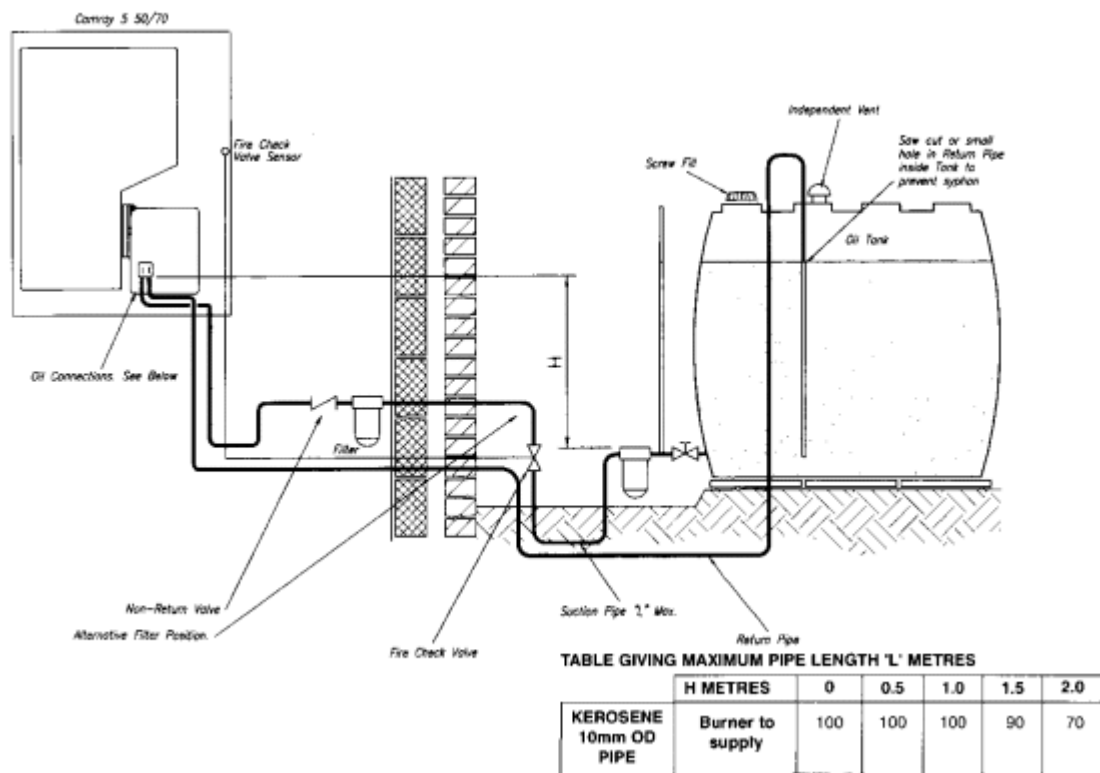 Camray 5 50/70
Independent Vent
Saw cut or small
hole in Return Pipe
inside Tank to
prevent syphon
Screw Fil
Fire Check
Valve Sensor
Oil Tank
H
Oil Connections. See Below
Filter
Non-Return Valve
Alternative Filter Position.
Fire Check Valve
Suction Pipe "L" Max.
Return Pipe
TABLE GIVING MAXIMUM PIPE LENGTH "L" METRES
H METRES 0 0.5 1.0 1.5 2.0
KEROSENE
10mm OD
PIPE
Burner to
supply
100 100 100 90 70